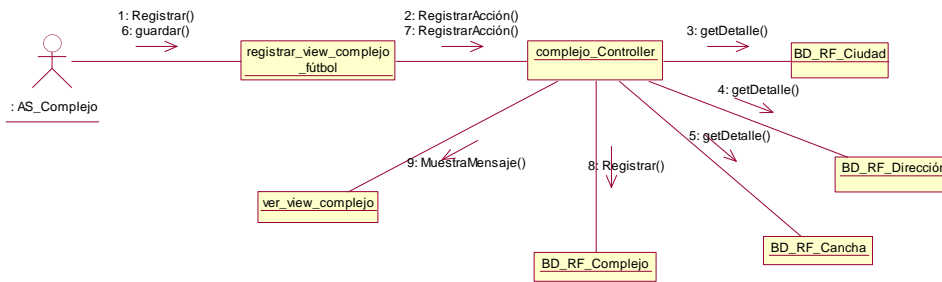 1: Registrar()
6: guardar()
2: RegistrarAcción()
7: RegistrarAcción()
3: getDetalle()
registrar_view_complejo
_fútbol
complejo_Controller
BD_RF_Ciudad
: AS_Complejo
4: getDetalle()
5: getDetalle()
9: MuestraMensaje()
8: Registrar()
BD_RF_Dirección
ver_view_complejo
BD_RF_Cancha
BD_RF_Complejo